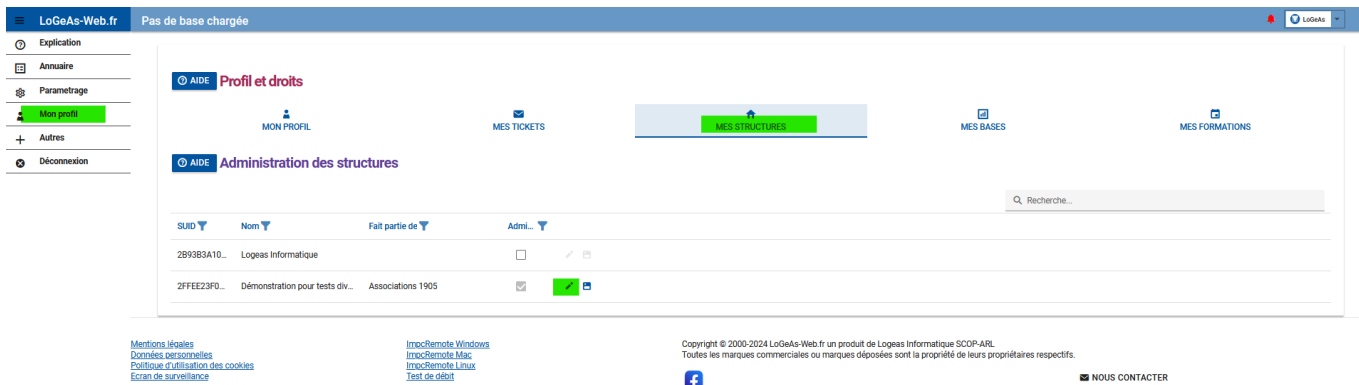 LoGeAs-Web.fr Pas de base chargée LoGeAs
Explication
Annuaire
Parametrage
Mon profil
Autres
Déconnexion
AIDE Profil et droits
MON PROFIL MES TICKETS MES STRUCTURES MES BASES MES FORMATIONS
AIDE Administration des structures
Recherche...
SUID Nom Fait partie de Admi...
2B93B3A10... Logeas Informatique
2FFEE23F0... Démonstration pour tests div... Associations 1905
Mentions légales
Données personnelles
Politique d'utilisation des cookies
Ecran de surveillance
ImpcRemote Windows
ImpcRemote Mac
ImpcRemote Linux
Test de débit
Copyright © 2000-2024 LoGeAs-Web.fr un produit de Logeas Informatique SCOP-ARL
Toutes les marques commerciales ou marques déposées sont la propriété de leurs propriétaires respectifs.
NOUS CONTACTER